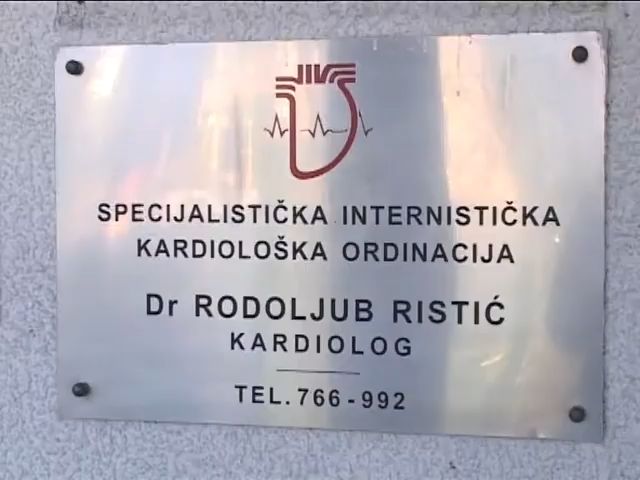 SPECIJALISTIČKA INTERNISTIČKA
KARDIOLOŠKA ORDINACIJA
Dr RODOLJUB RISTIĆ
KARDIOLOG
TEL. 766-992